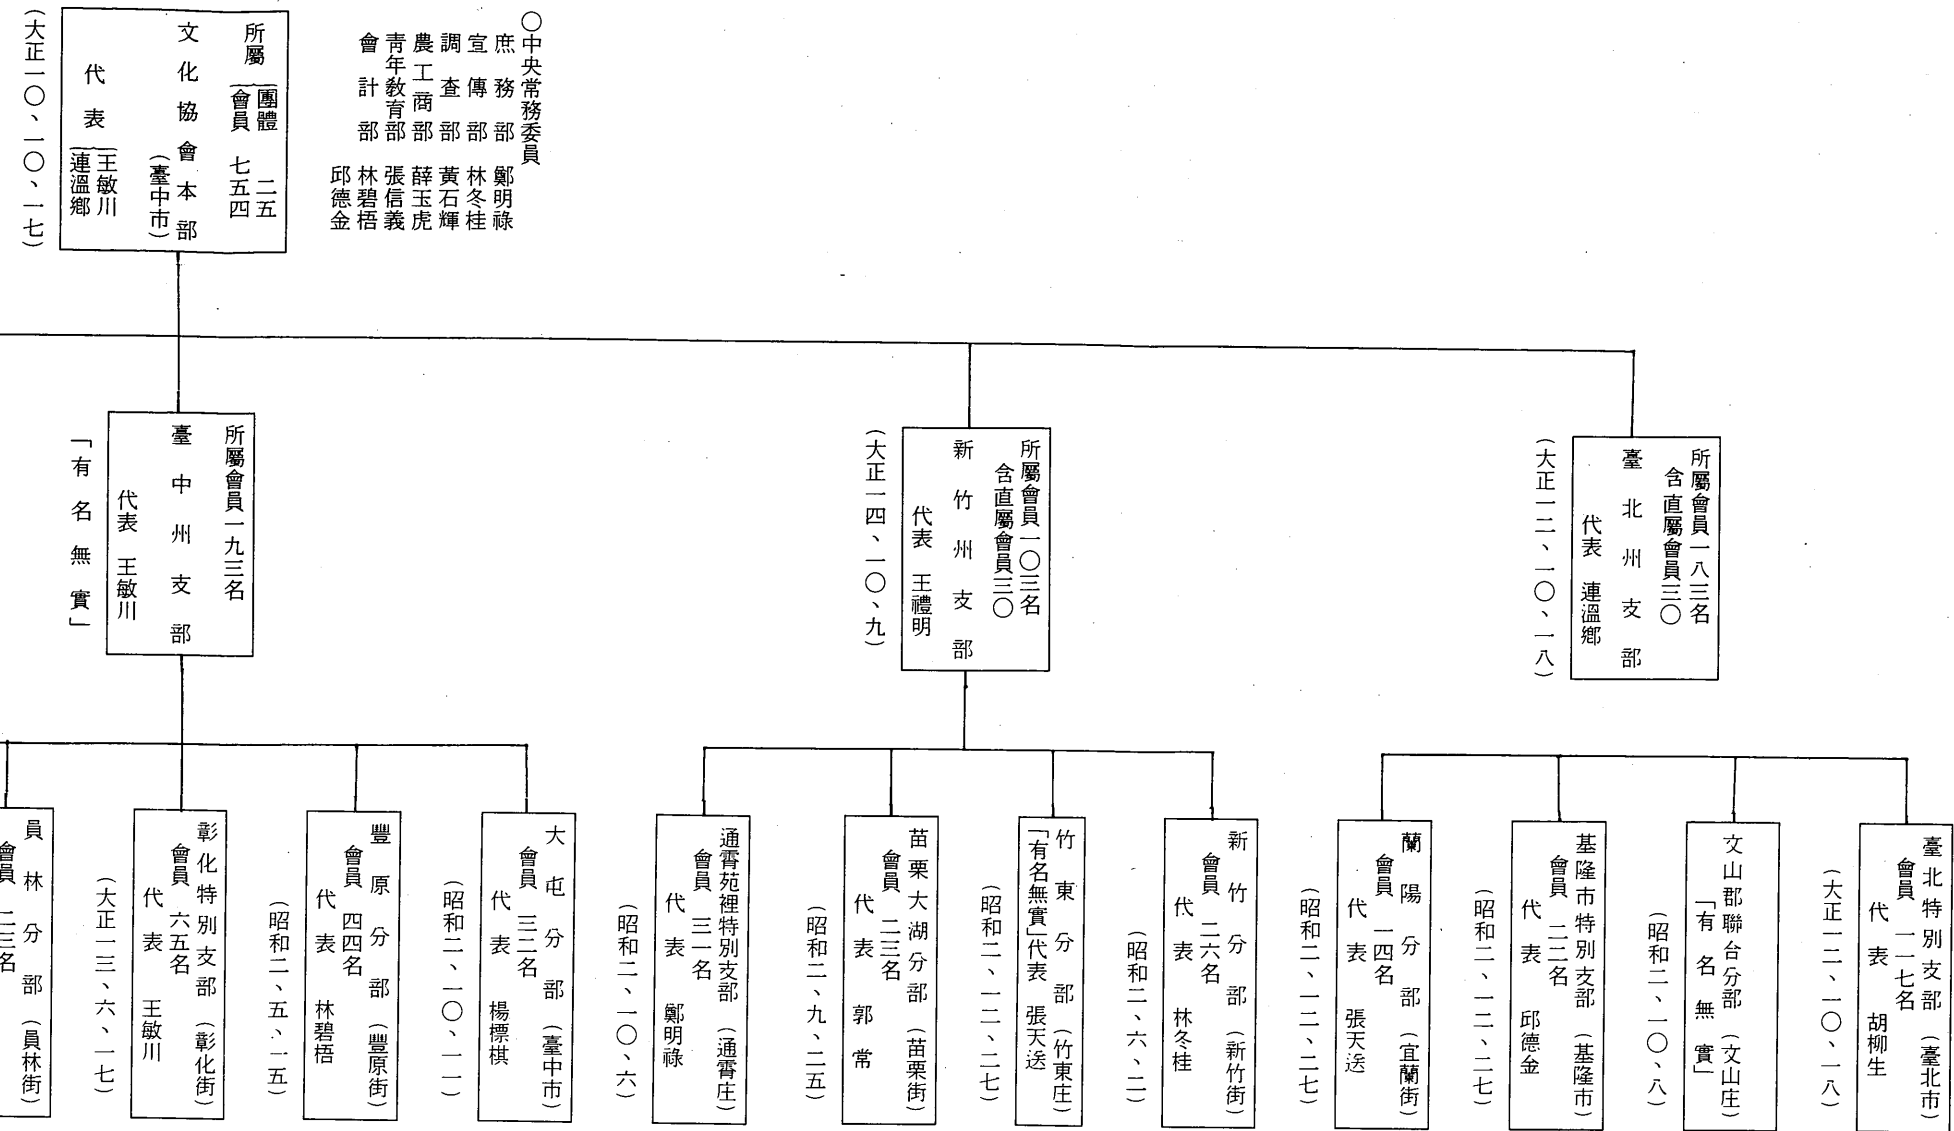 ○中央常務委員
庶務部 鄭明祿
宣傳部 林冬桂
調査部 黃石輝
農工商部 薛玉虎
青年教育部 張信義
會計部 林碧梧
邱德金
所屬
團體 二五
會員 七五四
文化協會本部
(臺中市)
代表
王敏川
連溫鄉
(大正一〇、一〇、一七)
所屬會員一八三名
含直屬會員三〇
臺北州支部
代表 連溫鄉
(大正一二、一〇、一八)
所屬會員一〇三名
含直屬會員三〇
新竹州支部
代表 王禮明
(大正一四、一〇、九)
所屬會員一九三名
臺中州支部
代表 王敏川
「有名無實」
臺北特別支部(臺北市)
會員 一一七名
代表 胡柳生
(大正一二、一〇、一八)
文山郡聯台分部(文山庄)
「有名無實」
(昭和二、一〇、八)
基隆市特別支部(基隆市)
會員 二二名
代表 邱德金
(昭和二、一二、二七)
蘭陽分部(宜蘭街)
會員 一四名
代表 張天送
(昭和二、一二、二七)
新竹分部(新竹街)
會員 二六名
代表 林冬桂
(昭和二、六、二)
竹東分部(竹東庄)
「有名無實」代表 張天送
(昭和二、一二、二七)
苗栗大湖分部(苗栗街)
會員 二三名
代表 郭常
(昭和二、九、二五)
通霄苑裡特別支部(通霄庄)
會員 三一名
代表 鄭明祿
(昭和二、一〇、六)
大屯分部(臺中市)
會員 三二名
代表 楊標棋
(昭和二、一〇、一一)
豐原分部(豐原街)
會員 四四名
代表 林碧梧
(昭和二、五、一五)
彰化特別支部(彰化街)
會員 六五名
代表 王敏川
(大正一三、六、一七)
員林分部(員林街)
會員 二三名